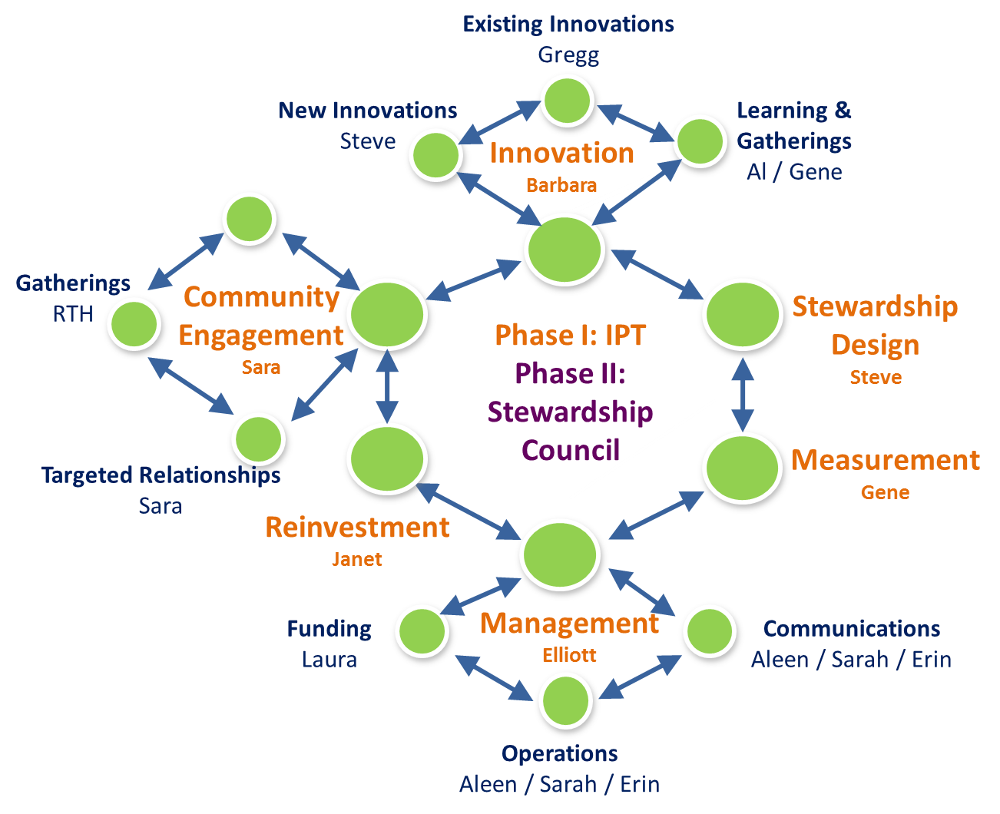 Existing Innovations
Gregg
New Innovations
Steve
Learning &
Gatherings
Al / Gene
Innovation
Barbara
Gatherings
RTH
Community
Engagement
Sara
Stewardship
Design
Steve
Phase I: IPT
Phase II:
Stewardship
Council
Targeted Relationships
Sara
Measurement
Gene
Reinvestment
Janet
Funding
Laura
Management
Elliott
Communications
Aleen / Sarah / Erin
Operations
Aleen / Sarah / Erin